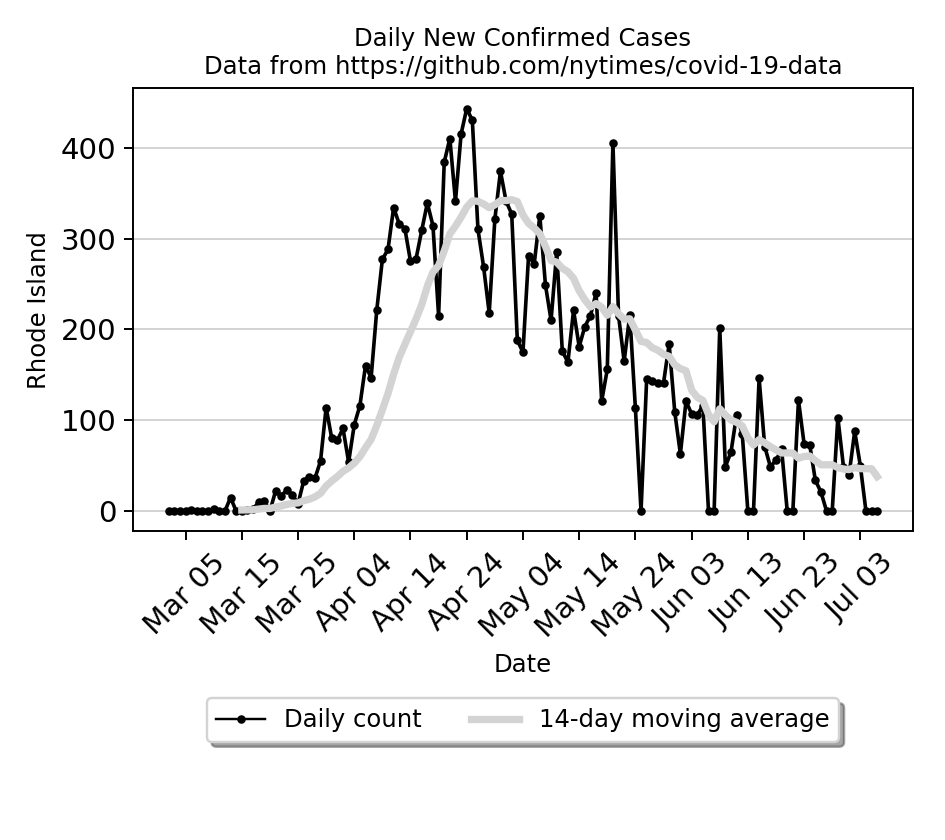 Daily New Confirmed Cases
Data from https://github.com/nytimes/covid-19-data
Rhode Island
400
300
200
100
0
Mar 05
Mar 15
Mar 25
Apr 04
Apr 14
Apr 24
May 04
May 14
May 24
Jun 03
Jun 13
Jun 23
Jul 03
Date
Daily count
14-day moving average